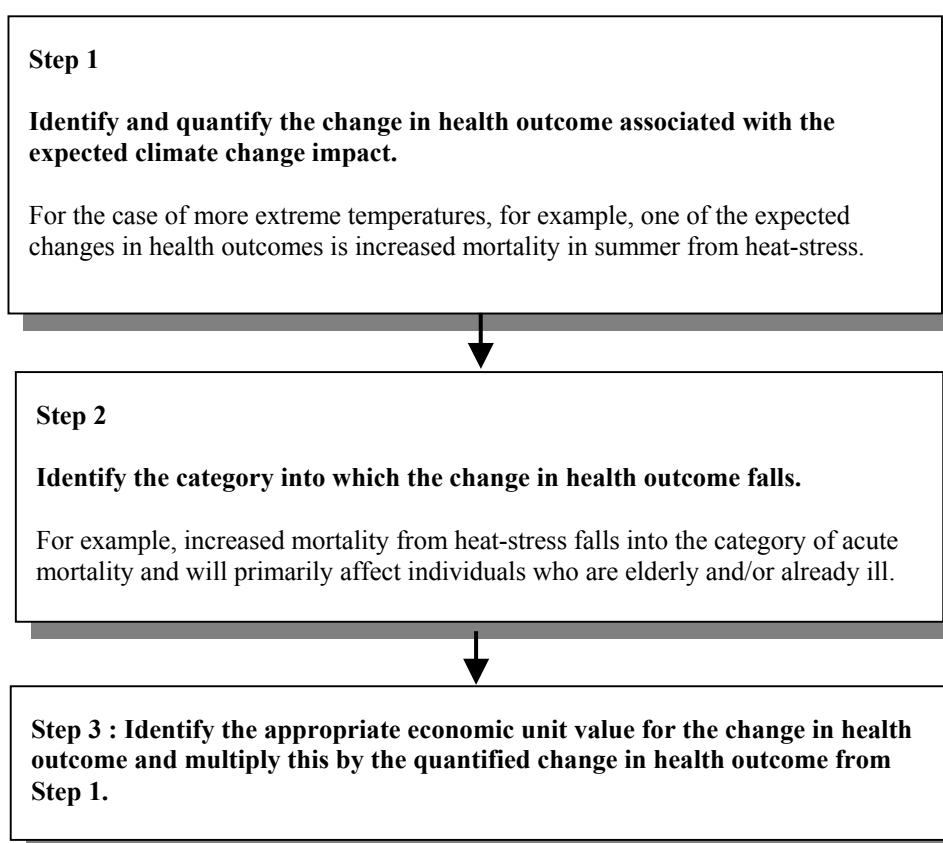 Step 1
Identify and quantify the change in health outcome associated with the
expected climate change impact.
For the case of more extreme temperatures, for example, one of the expected
changes in health outcomes is increased mortality in summer from heat-stress.
Step 2
Identify the category into which the change in health outcome falls.
For example, increased mortality from heat-stress falls into the category of acute
mortality and will primarily affect individuals who are elderly and/or already ill.
Step 3 : Identify the appropriate economic unit value for the change in health
outcome and multiply this by the quantified change in health outcome from
Step 1.